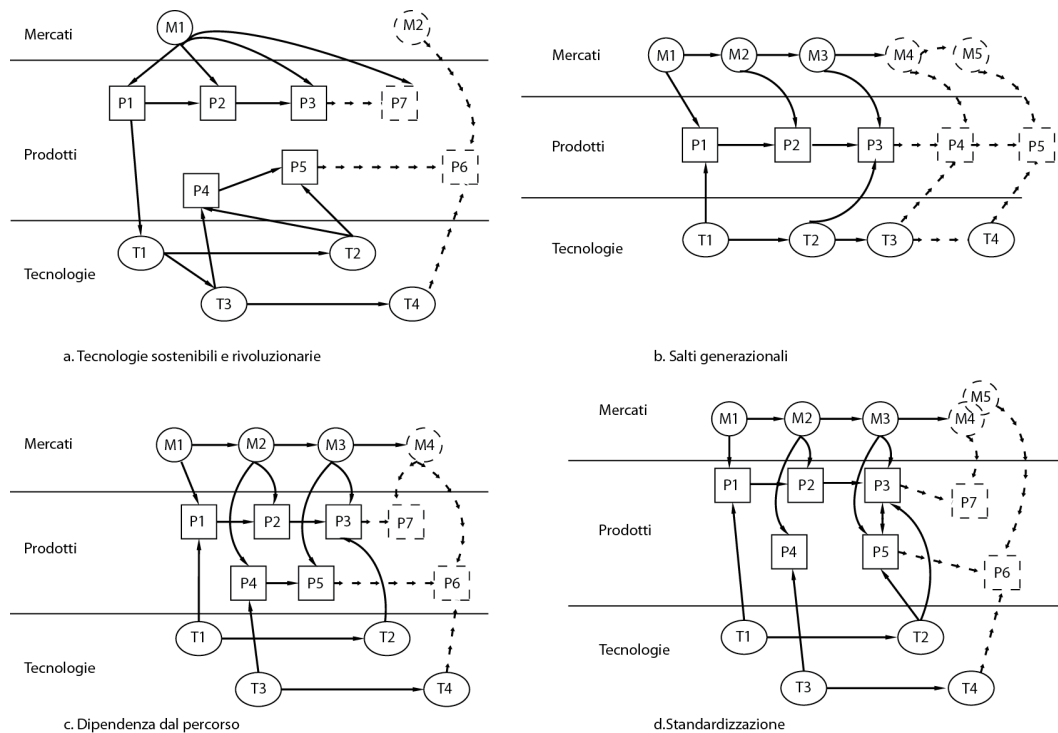 Mercati
M1
M2
P1
P2
P3
P7
Prodotti
P4
P5
P6
T1
T2
Tecnologie
T3
T4
a. Tecnologie sostenibili e rivoluzionarie
Mercati
M1
M2
M3
M4
M5
Prodotti
P1
P2
P3
P4
P5
Tecnologie
T1
T2
T3
T4
b. Salti generazionali
Mercati
M1
M2
M3
M4
P1
P2
P3
P7
Prodotti
P4
P5
P6
T1
T2
Tecnologie
T3
T4
c. Dipendenza dal percorso
Mercati
M1
M2
M3
M4
M5
P1
P2
P3
P7
Prodotti
P4
P5
P6
T1
T2
Tecnologie
T3
T4
d.Standardizzazione